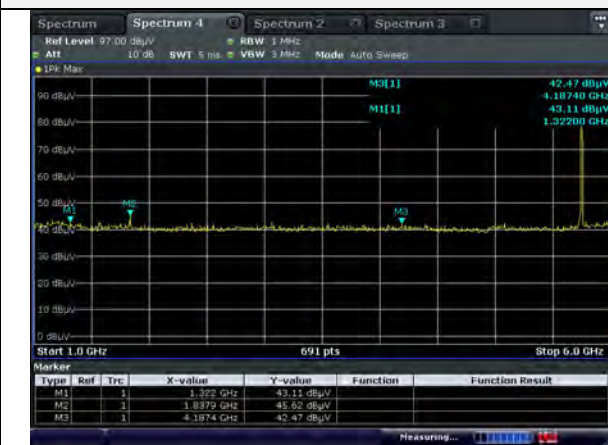 Spectrum Spectrum 4 Spectrum 2 Spectrum 3
Ref Level 97.00 dBµV RBW 1 MHz
Att 10 dB SWT 5 ms VBW 3 MHz Mode Auto Sweep
1Pk Max
M3[1] 42.47 dBµV
4.18740 GHz
M1[1] 43.11 dBµV
1.32200 GHz
90 dBµV
80 dBµV
70 dBµV
60 dBµV
50 dBµV
M1 M2 M3
40 dBµV
30 dBµV
20 dBµV
10 dBµV
0 dBµV
Start 1.0 GHz 691 pts Stop 6.0 GHz
Marker
Type Ref Trc X-value Y-value Function Function Result
M1 1 1.322 GHz 43.11 dBµV
M2 1 1.8379 GHz 45.62 dBµV
M3 1 4.1874 GHz 42.47 dBµV
Measuring...